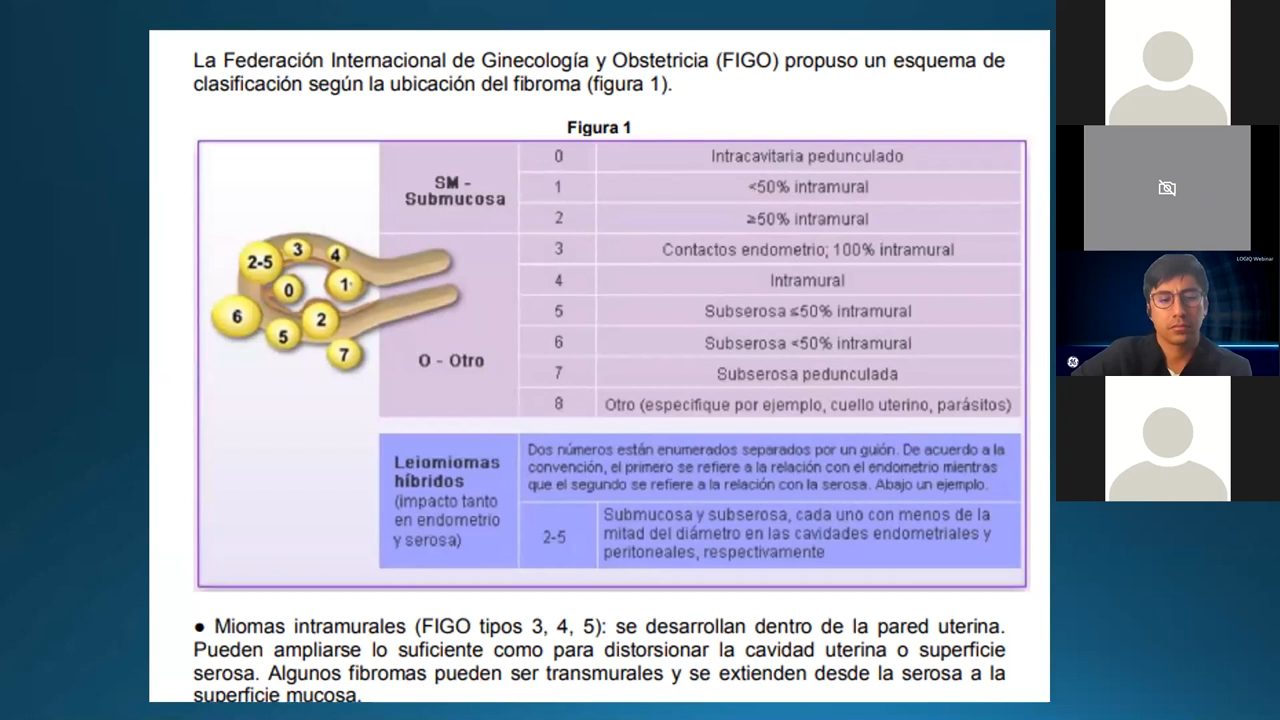 La Federación Internacional de Ginecología y Obstetricia (FIGO) propuso un esquema de
clasificación según la ubicación del fibroma (figura 1).
Figura 1
SM -
Submucosa
0 Intracavitaria pedunculado
1 <50% intramural
2 ≥50% intramural
O - Otro
3 Contactos endometrio; 100% intramural
4 Intramural
5 Subserosa ≤50% intramural
6 Subserosa <50% intramural
7 Subserosa pedunculada
8 Otro (especifique por ejemplo, cuello uterino, parásitos)
2-5
3
4
0
1
6
5
2
7
Leiomiomas
híbridos
(impacto tanto
en endometrio
y serosa)
Dos números están enumerados separados por un guión. De acuerdo a la
convención, el primero se refiere a la relación con el endometrio mientras
que el segundo se refiere a la relación con la serosa. Abajo un ejemplo.
2-5
Submucosa y subserosa, cada uno con menos de la
mitad del diámetro en las cavidades endometriales y
peritoneales, respectivamente
● Miomas intramurales (FIGO tipos 3, 4, 5): se desarrollan dentro de la pared uterina.
Pueden ampliarse lo suficiente como para distorsionar la cavidad uterina o superficie
serosa. Algunos fibromas pueden ser transmurales y se extienden desde la serosa a la
superficie mucosa.
LOGIQ Webinar